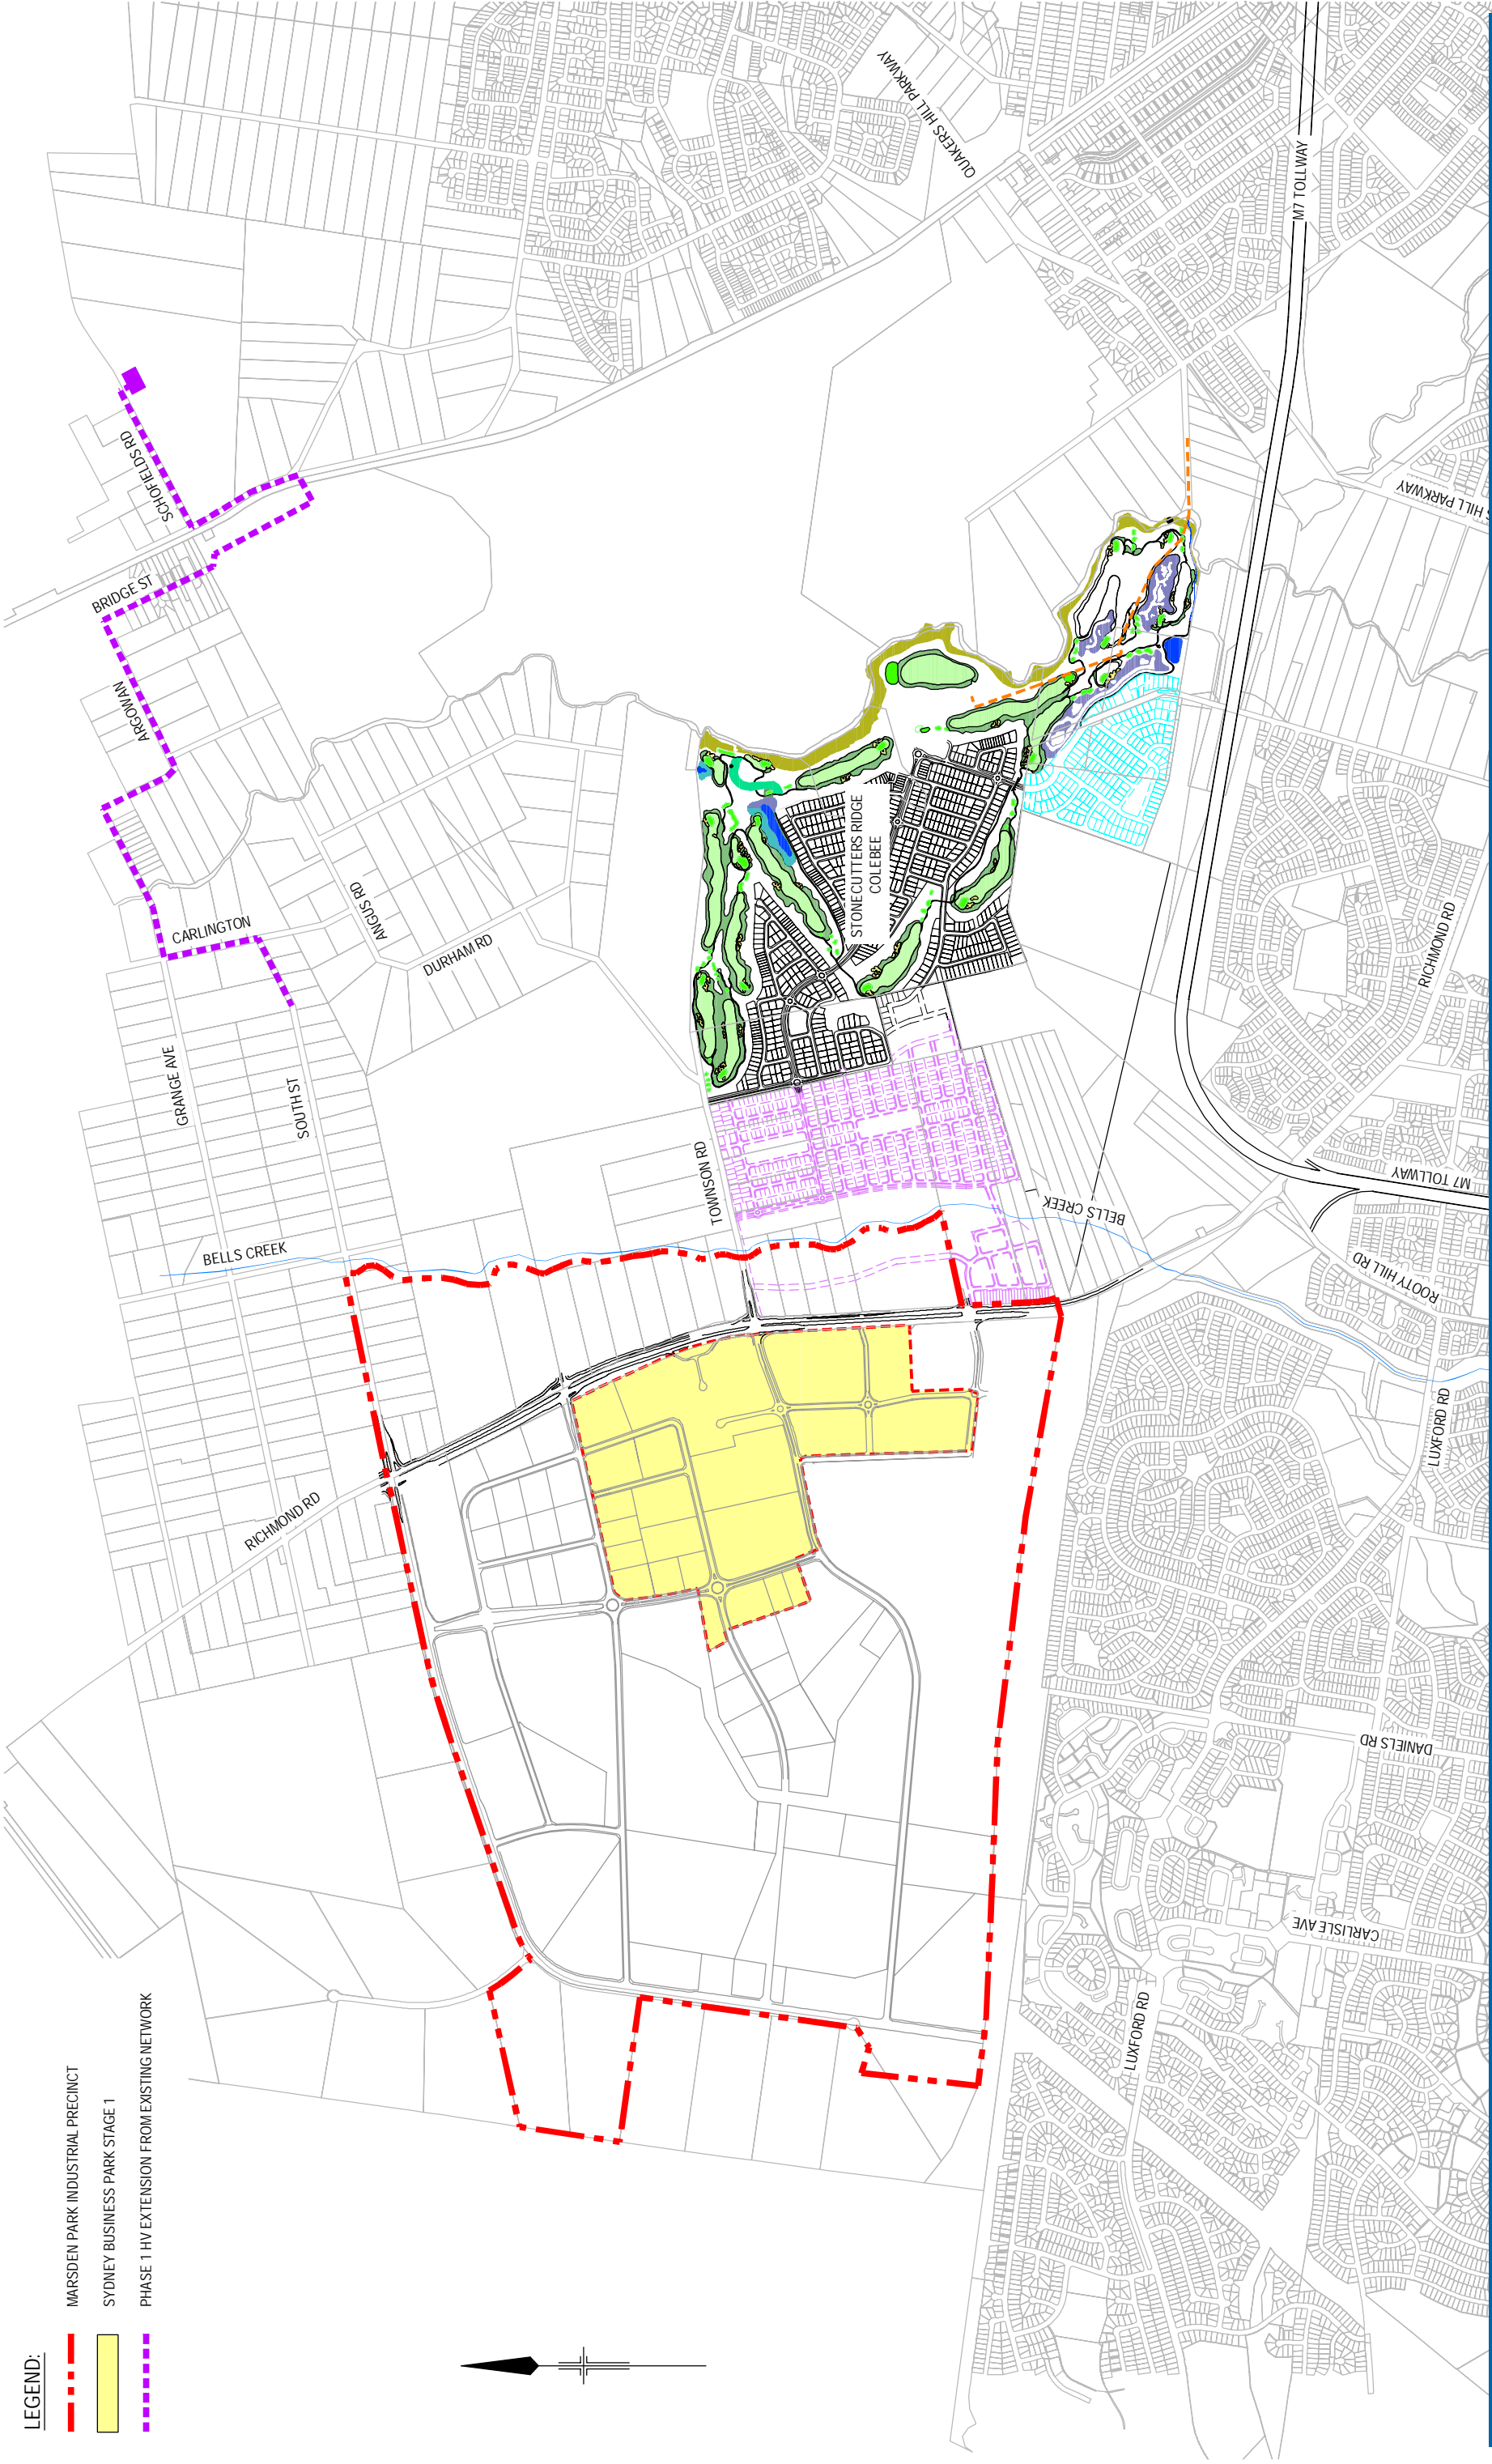 LEGEND:
MARSDEN PARK INDUSTRIAL PRECINCT
SYDNEY BUSINESS PARK STAGE 1
PHASE 1 HV EXTENSION FROM EXISTING NETWORK
RICHMOND RD
BELLS CREEK
GRANGE AVE
SOUTH ST
CARLINGTON
ANGUS RD
DURHAM RD
ARGOWAN
BRIDGE ST
SCHOFIELDS RD
QUAKERS HILL PARKWAY
M7 TOLLWAY
TOWNSON RD
STONECUTTERS RIDGE
COLEBEE
S HILL PARKWAY
RICHMOND RD
M7 TOLLWAY
BELLS CREEK
ROOTY HILL RD
LUXFORD RD
DANIELS RD
CARLISLE AVE
LUXFORD RD